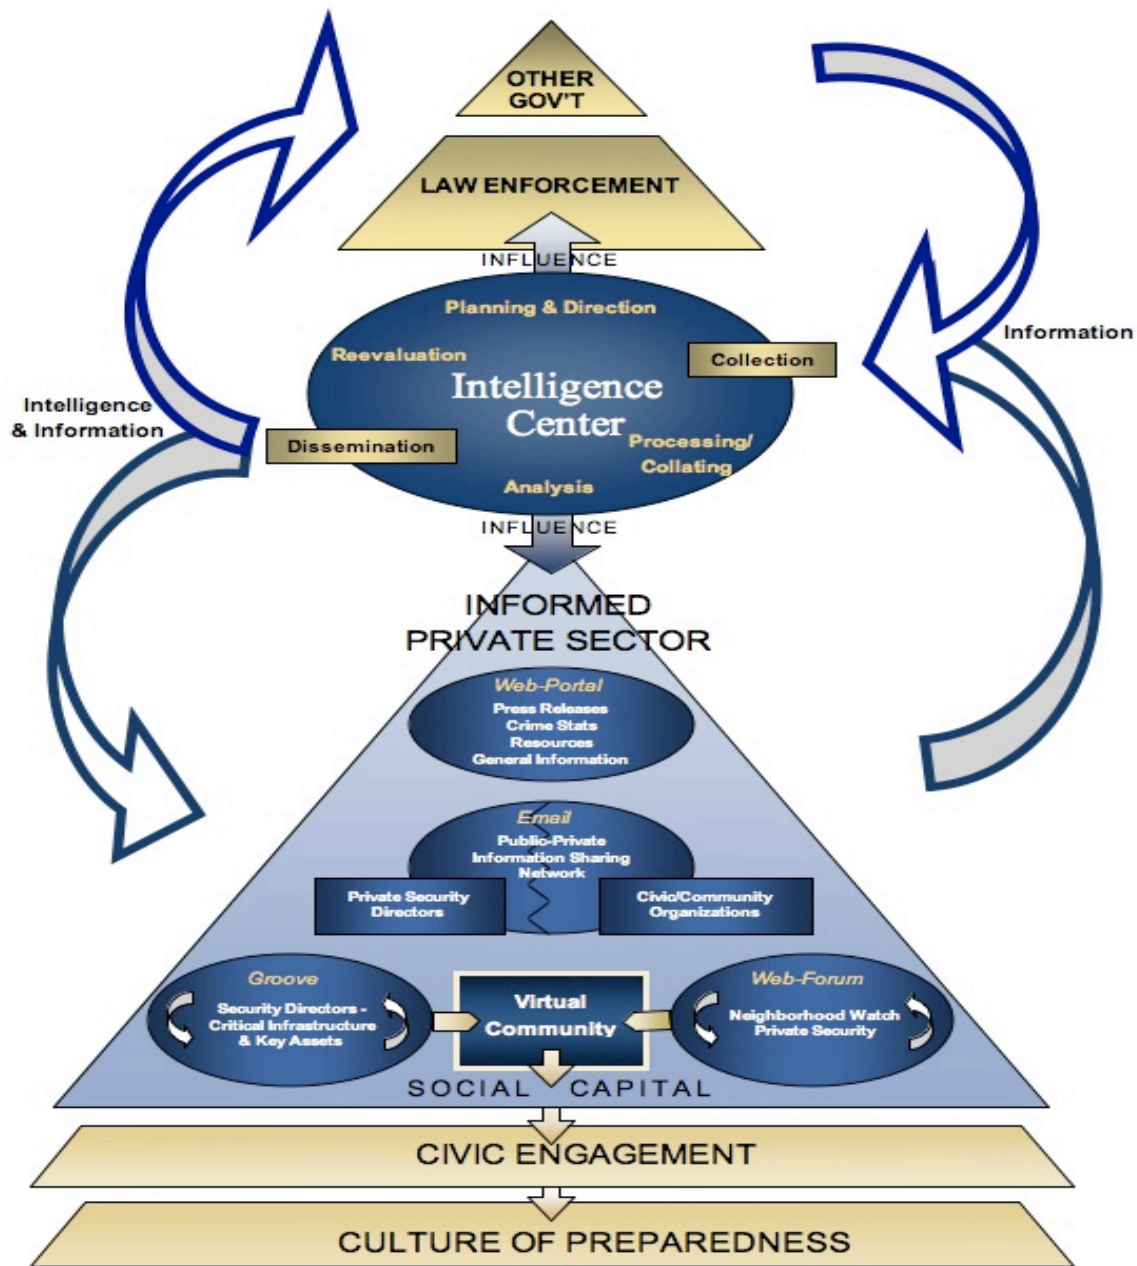 OTHER
GOV'T
LAW ENFORCEMENT
INFLUENCE
Planning & Direction
Reevaluation
Collection
Information
Intelligence
Center
Intelligence
& Information
Dissemination
Processing/
Collating
Analysis
INFLUENCE
INFORMED
PRIVATE SECTOR
Web-Portal
Press Releases
Crime Stats
Resources
General Information
Email
Public-Private
Information Sharing
Network
Private Security
Directors
Civic/Community
Organizations
Groove
Security Directors -
Critical Infrastructure
& Key Assets
Virtual
Community
Web-Forum
Neighborhood Watch
Private Security
SOCIAL CAPITAL
CIVIC ENGAGEMENT
CULTURE OF PREPAREDNESS